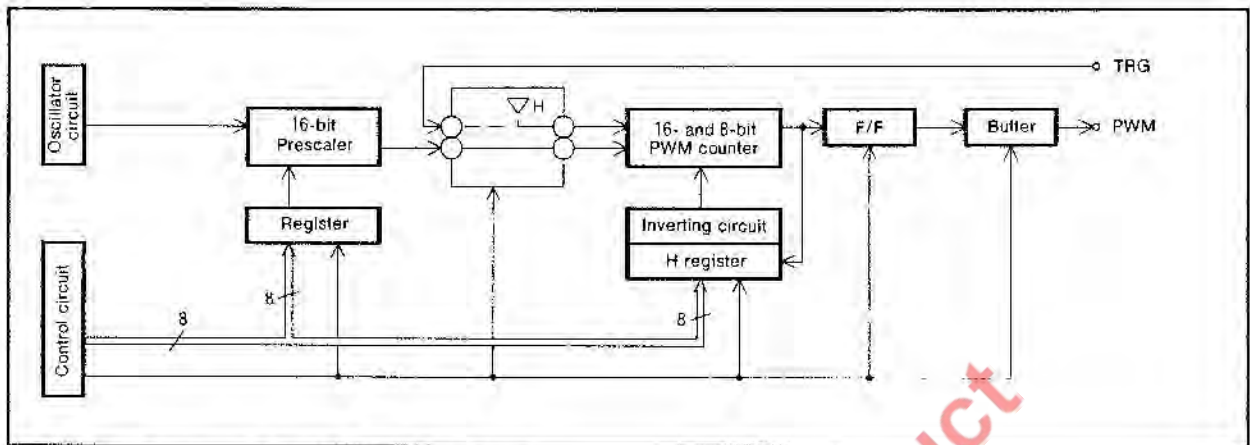 TRG
Oscillator
circuit
16-bit
Prescaler
H
16- and 8-bit
PWM counter
F/F
Buffer
PWM
Register
Inverting circuit
H register
Control circuit
8
8
8
uct